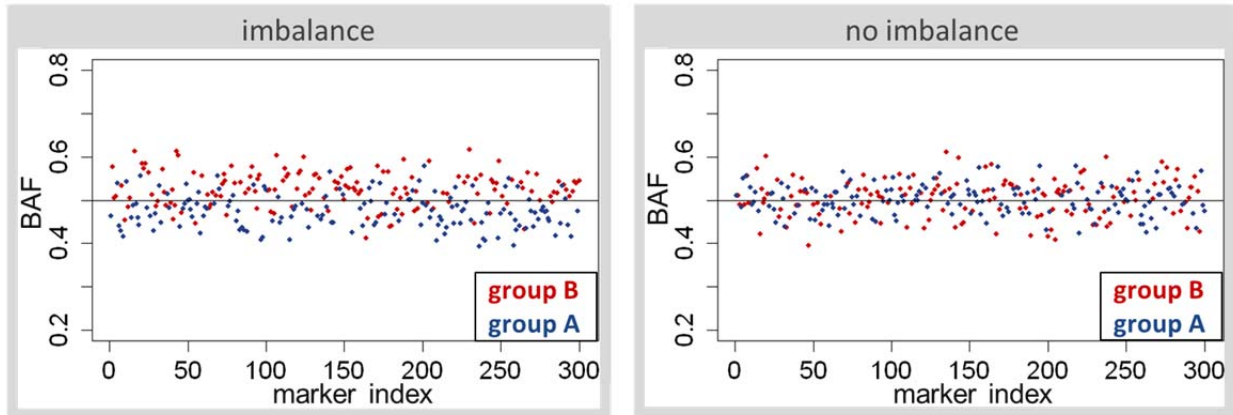 imbalance
0.8
0.6
0.4
0.2
BAF
group B
group A
0 50 100 150 200 250 300
marker index
no imbalance
0.8
0.6
0.4
0.2
BAF
group B
group A
0 50 100 150 200 250 300
marker index